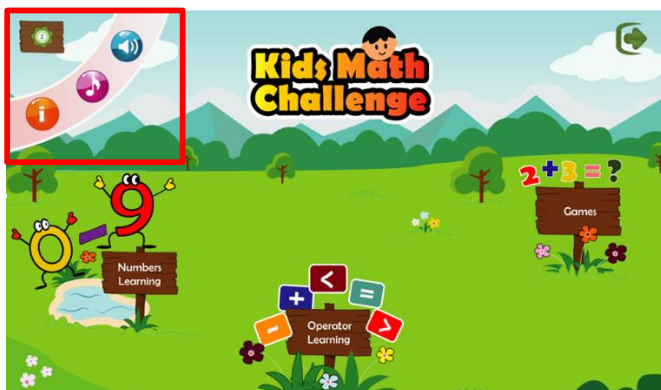 Kids Math
Challenge
i
2+3=?
Games
0-9
Numbers
Learning
- + < = >
Operator
Learning